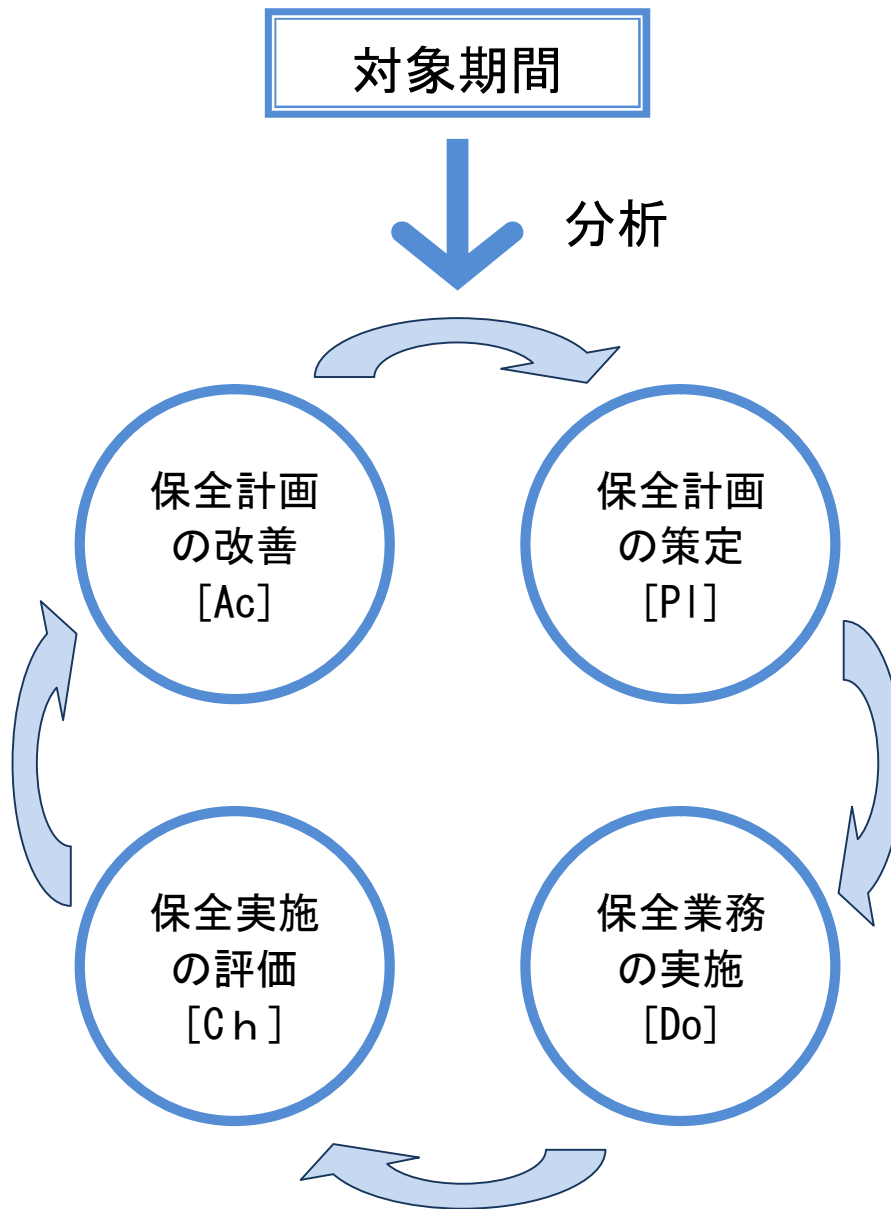 対象期間
分析
保全計画
の改善
[Ac]
保全計画
の策定
[Pl]
保全実施
の評価
[Ｃｈ]
保全業務
の実施
[Do]